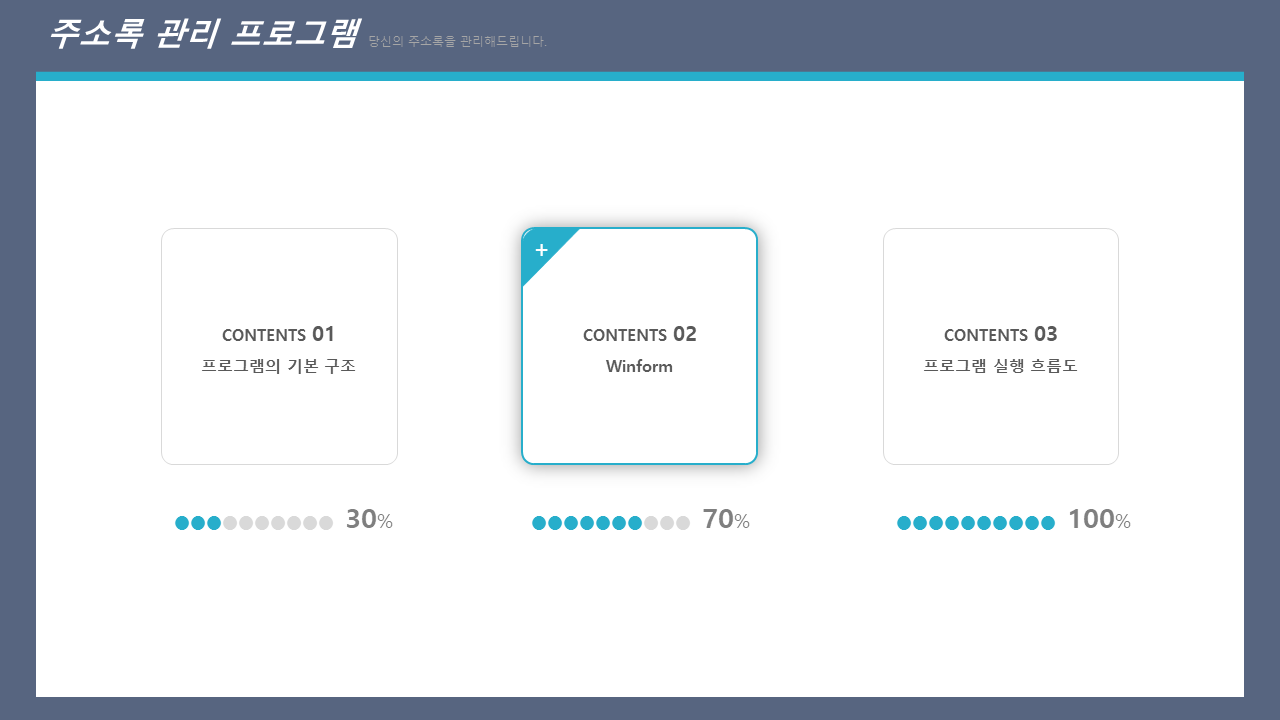 주소록 관리 프로그램 당신의 주소록을 관리해드립니다.
+
CONTENTS 01
프로그램의 기본 구조
CONTENTS 02
Winform
CONTENTS 03
프로그램 실행 흐름도
30%
70%
100%